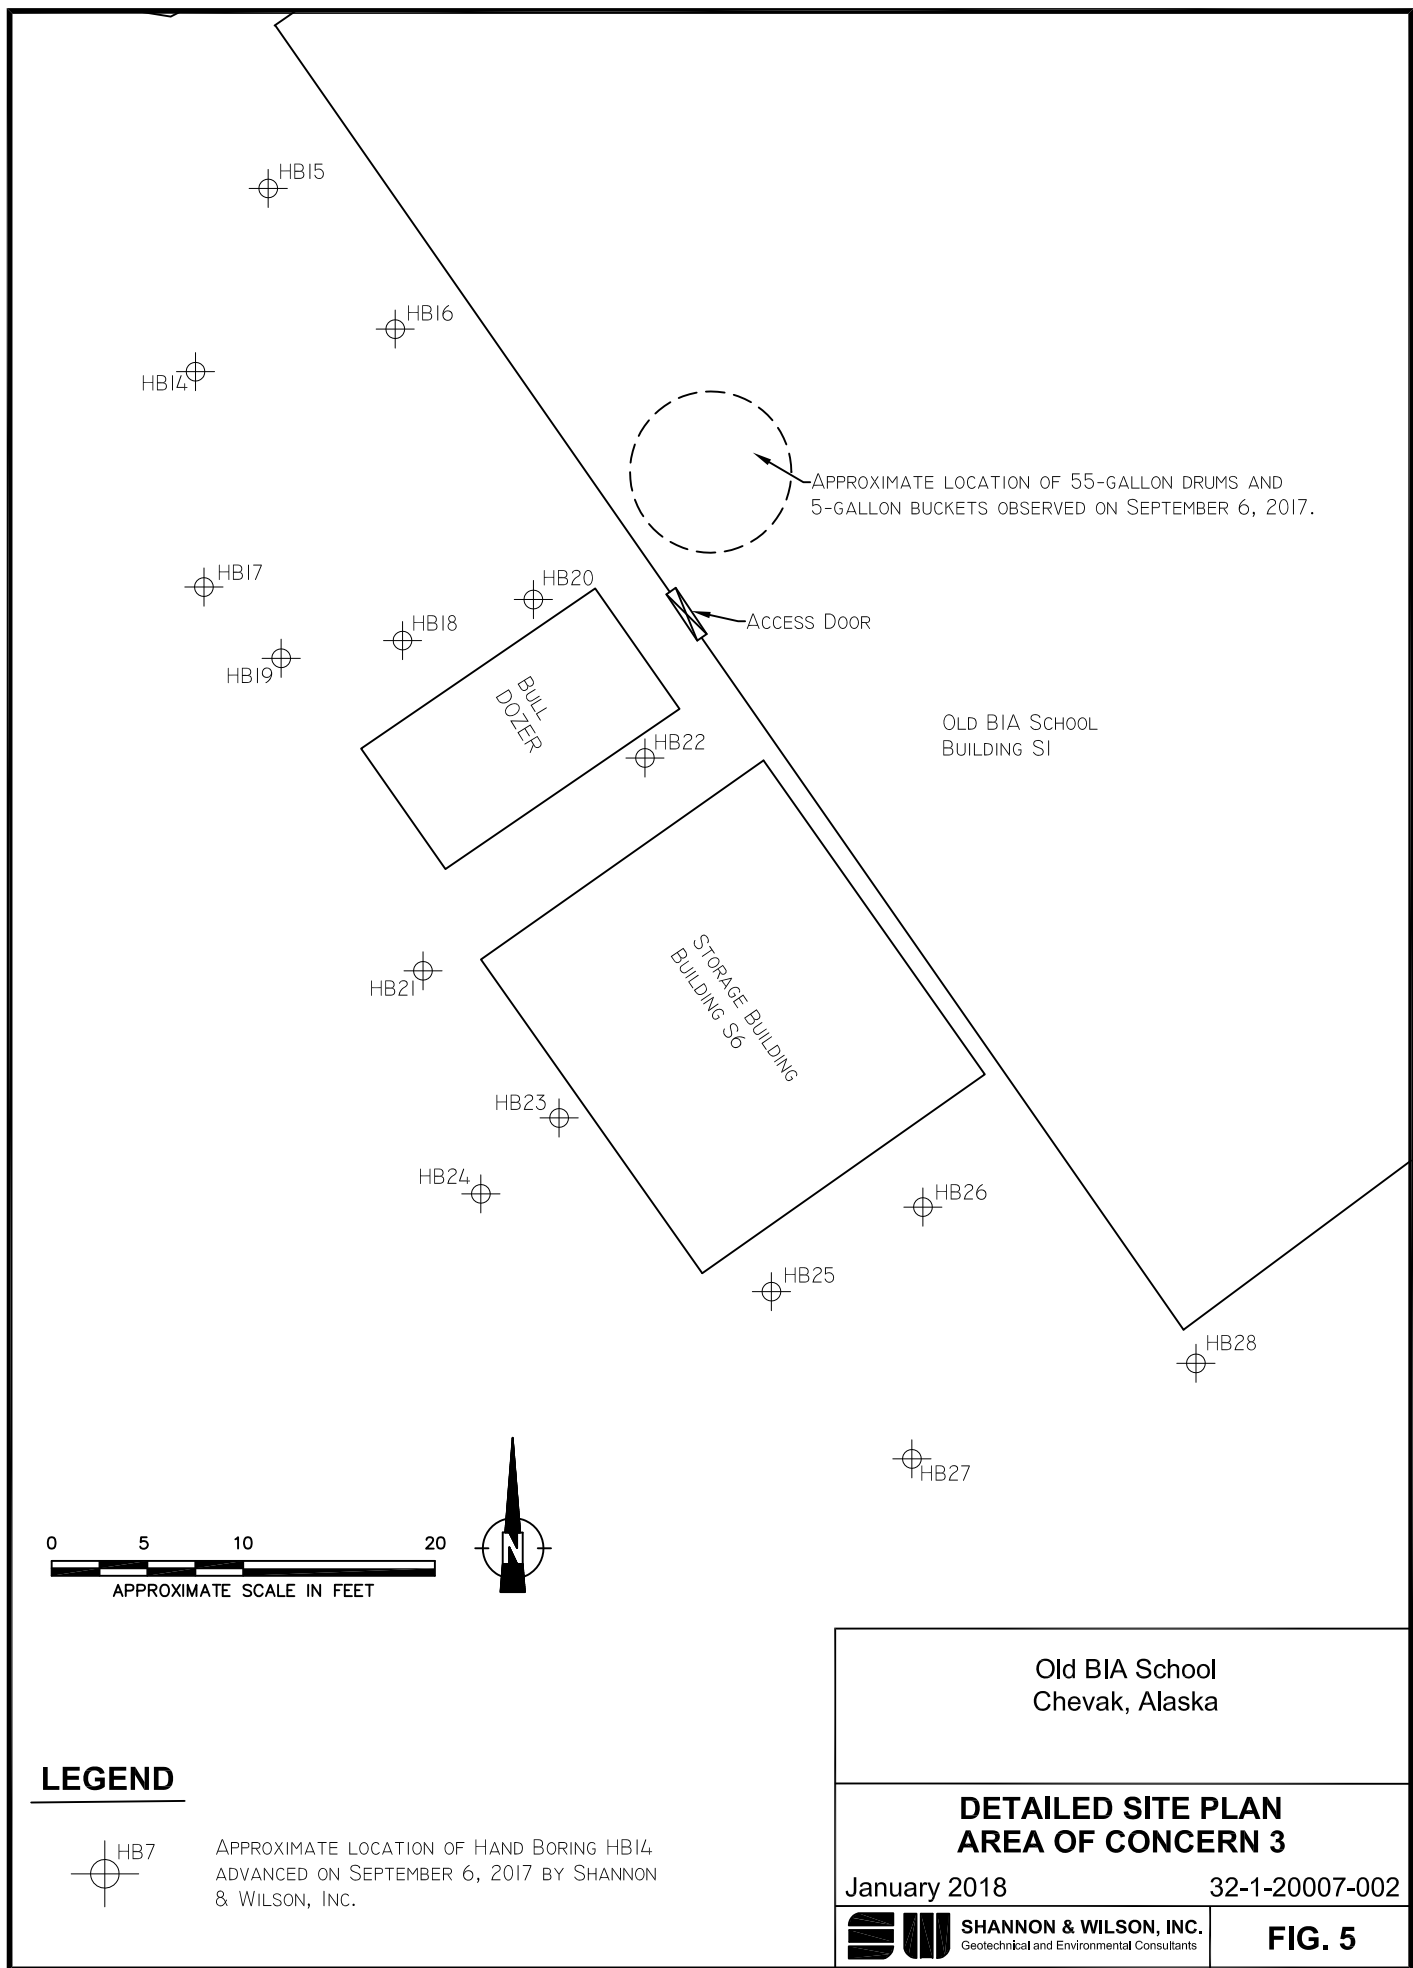 HB15
HB16
HB14
APPROXIMATE LOCATION OF 55-GALLON DRUMS AND
5-GALLON BUCKETS OBSERVED ON SEPTEMBER 6, 2017.
HB17
HB20
HB18
ACCESS DOOR
HB19
BULL
DOZER
OLD BIA SCHOOL
BUILDING S1
HB22
STORAGE BUILDING
BUILDING S6
HB21
HB23
HB24
HB26
HB25
HB28
HB27
0 5 10 20
APPROXIMATE SCALE IN FEET
N
Old BIA School
Chevak, Alaska
LEGEND
HB7
APPROXIMATE LOCATION OF HAND BORING HB14
ADVANCED ON SEPTEMBER 6, 2017 BY SHANNON
& WILSON, INC.
DETAILED SITE PLAN
AREA OF CONCERN 3
January 2018 32-1-20007-002
SW SHANNON & WILSON, INC.
Geotechnical and Environmental Consultants
FIG. 5